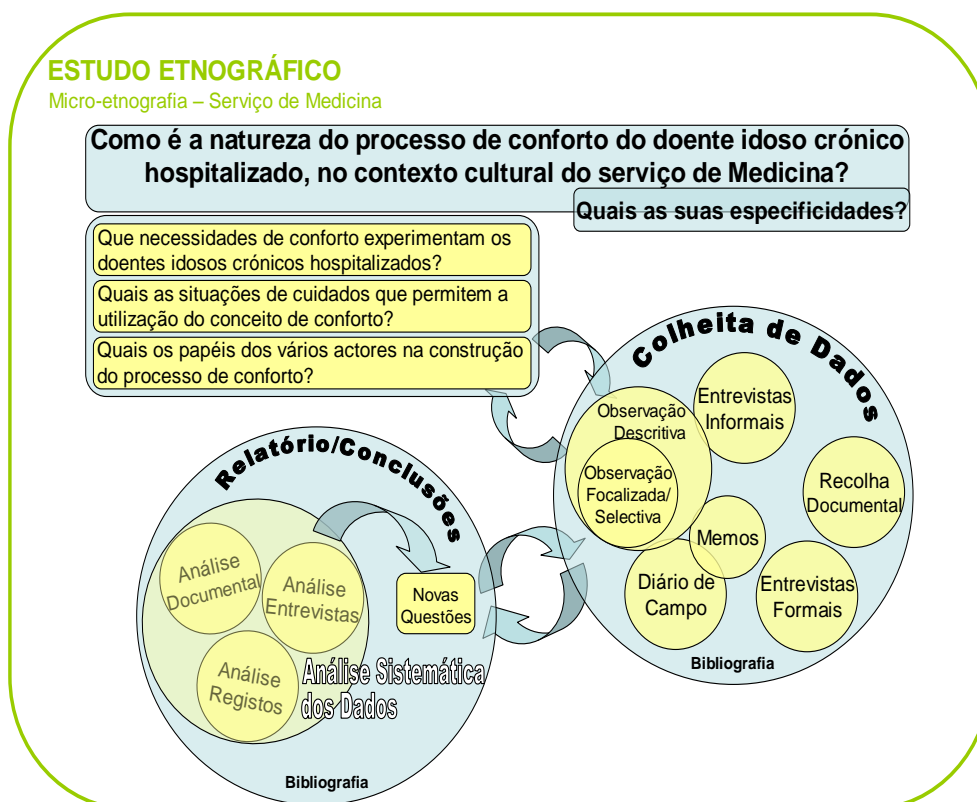 ESTUDO ETNOGRÁFICO
Micro-etnografia – Serviço de Medicina
Como é a natureza do processo de conforto do doente idoso crónico
hospitalizado, no contexto cultural do serviço de Medicina?
Quais as suas especificidades?
Que necessidades de conforto experimentam os
doentes idosos crónicos hospitalizados?
Quais as situações de cuidados que permitem a
utilização do conceito de conforto?
Quais os papéis dos vários actores na construção
do processo de conforto?
Colheita de Dados
Observação
Descritiva
Observação
Focalizada/
Selectiva
Entrevistas
Informais
Recolha
Documental
Memos
Diário de
Campo
Entrevistas
Formais
Bibliografia
Relatório/Conclusões
Análise
Documental
Análise
Entrevistas
Análise
Registos
Novas
Questões
Análise Sistemática
dos Dados
Bibliografia